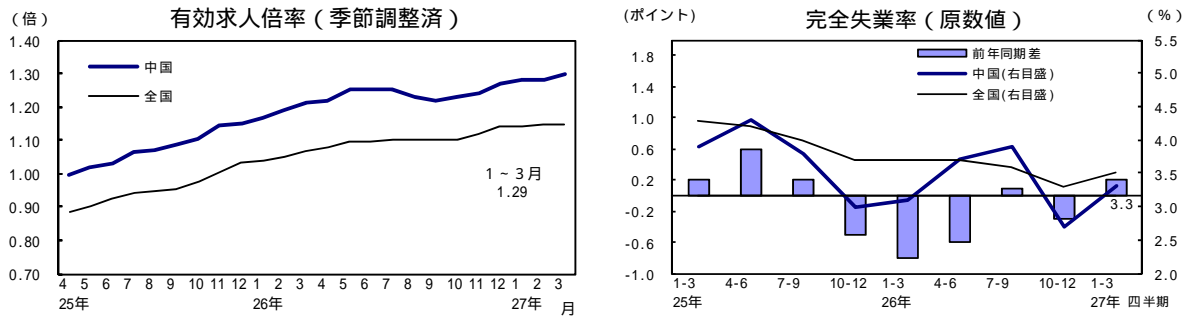 (倍)
有効求人倍率(季節調整済)
1.40
1.30
1.20
1.10
1.00
0.90
0.80
0.70
中国
全国
1~3月
1.29
4 5 6 7 8 9 10 11 12 1 2 3 4 5 6 7 8 9 10 11 12 1 2 3
25年 26年 27年 月
(ポイント)
完全失業率(原数値)
(%)
1.8
1.4
1.0
0.6
0.2
-0.2
-0.6
-1.0
5.5
5.0
4.5
4.0
3.5
3.0
2.5
2.0
前年同期差
中国(右目盛)
全国(右目盛)
3.3
1-3 4-6 7-9 10-12 1-3 4-6 7-9 10-12 1-3
25年 26年 27年 四半期